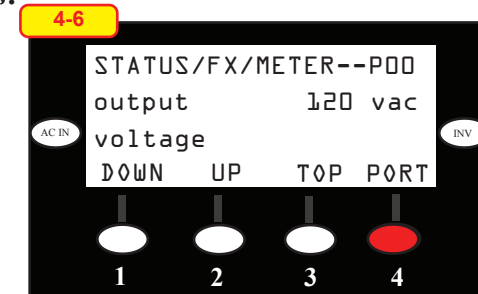 4-6
STATUS/FX/METER--P00
output 120 vac
AC IN
voltage
INV
DOWN UP TOP PORT
1 2 3 4